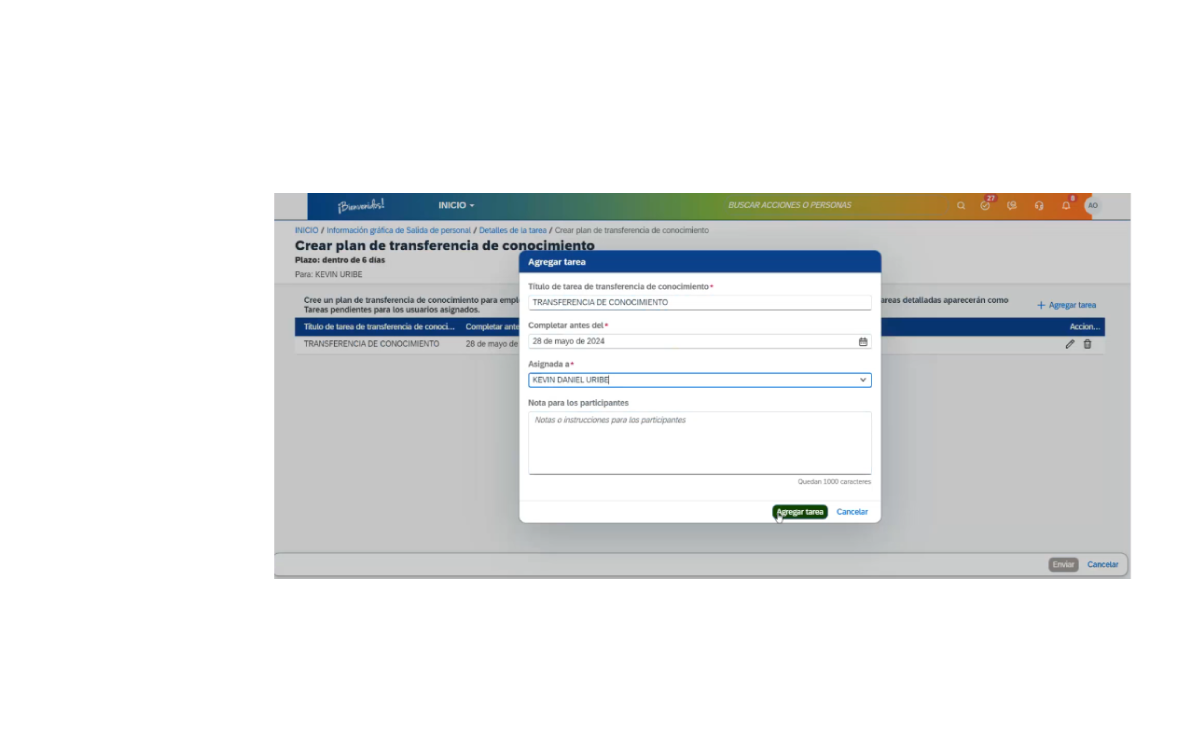 ¡Bienvenidos!
INICIO
BUSCAR ACCIONES O PERSONAS
27
6
AO
INICIO / Información gráfica de Salida de personal / Detalles de la tarea / Crear plan de transferencia de conocimiento
Crear plan de transferencia de conocimiento
Plazo: dentro de 6 días
Para: KEVIN URIBE
Cree un plan de transferencia de conocimiento para empl
areas detalladas aparecerán como
Tareas pendientes para los usuarios asignados.
+ Agregar tarea
Título de tarea de transferencia de conoci... Completar ante
Accion...
TRANSFERENCIA DE CONOCIMIENTO 28 de mayo de
Agregar tarea
Título de tarea de transferencia de conocimiento*
TRANSFERENCIA DE CONOCIMIENTO
Completar antes del*
28 de mayo de 2024
Asignada a*
KEVIN DANIEL URIBE
Nota para los participantes
Notas o instrucciones para los participantes
Quedan 1000 caracteres
Agregar tarea Cancelar
Enviar Cancelar